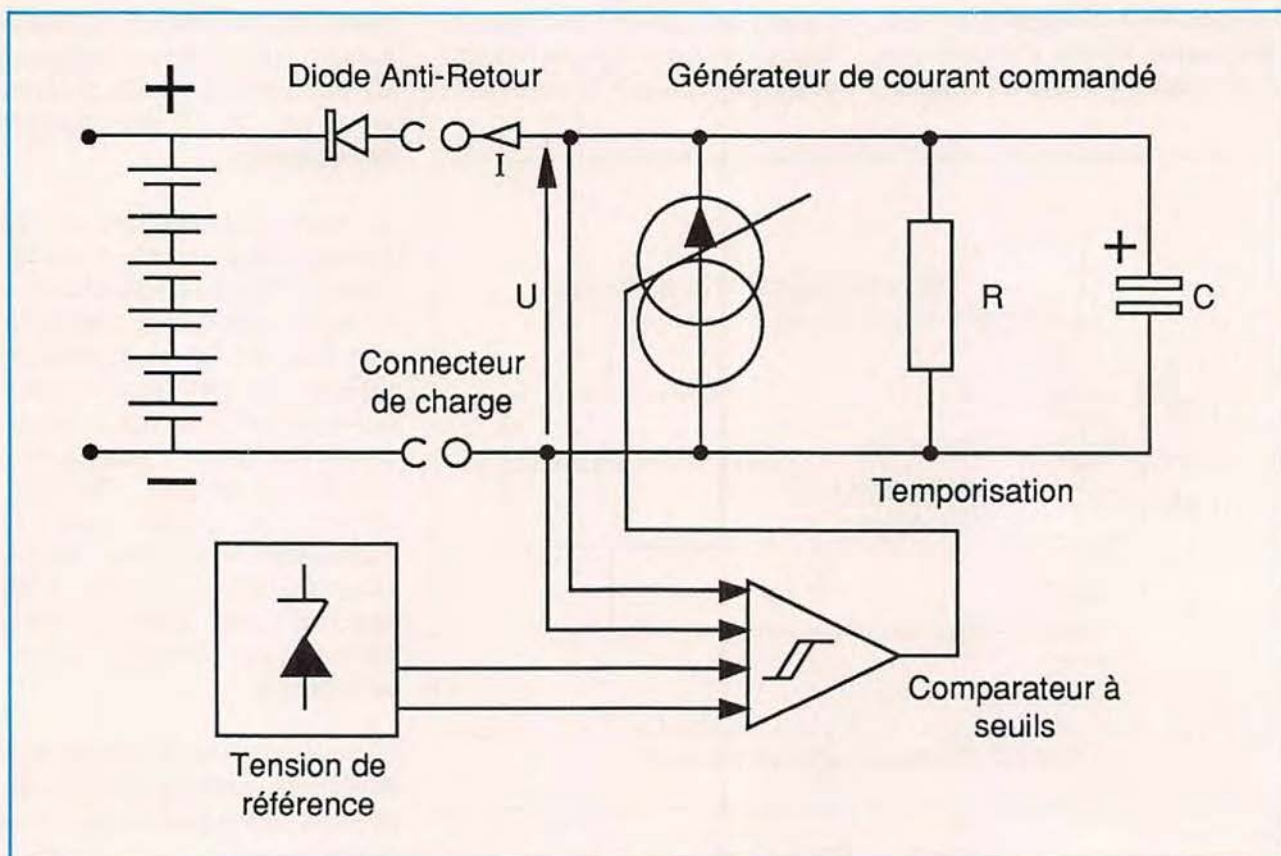 Diode Anti-Retour
Générateur de courant commandé
+
I
U
R
+
C
Connecteur
de charge
−
Temporisation
Comparateur à
seuils
Tension de
référence